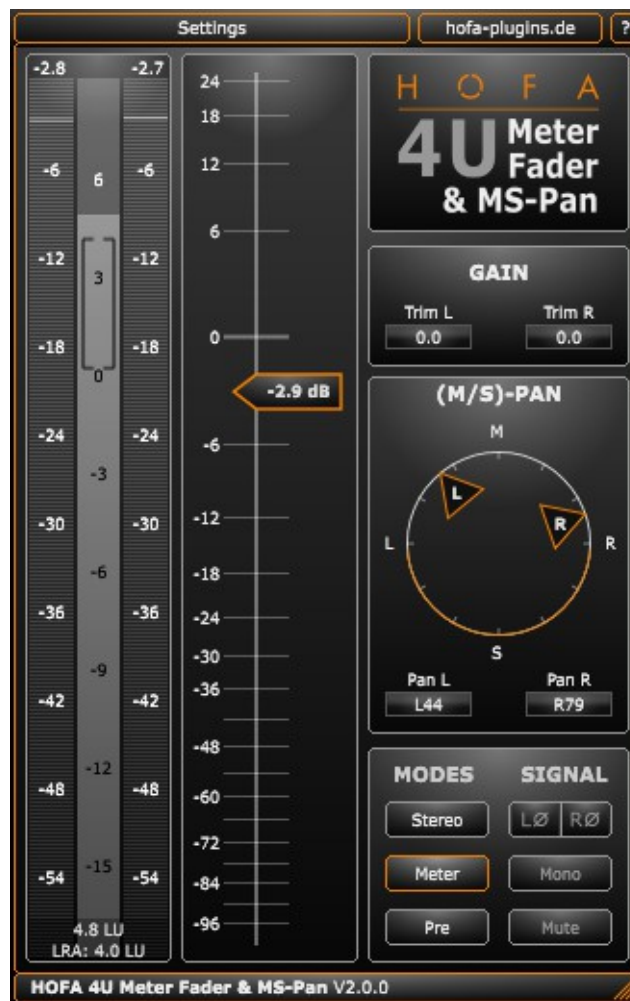 Settings
hofa-plugins.de
?
-2.8
-2.7
-6
6
-6
-12
3
-12
-18
0
-18
-24
-3
-24
-30
-6
-30
-36
-9
-36
-42
-12
-42
-48
-15
-48
-54
-54
4.8 LU
LRA: 4.0 LU
24
18
12
6
0
-2.9 dB
-6
-12
-18
-24
-30
-36
-48
-60
-72
-84
-96
HOFA
4U Meter
Fader
& MS-Pan
GAIN
Trim L
Trim R
0.0
0.0
(M/S)-PAN
M
L
R
L
R
S
Pan L
Pan R
L44
R79
MODES
SIGNAL
Stereo
LØ
RØ
Meter
Mono
Pre
Mute
HOFA 4U Meter Fader & MS-Pan V2.0.0